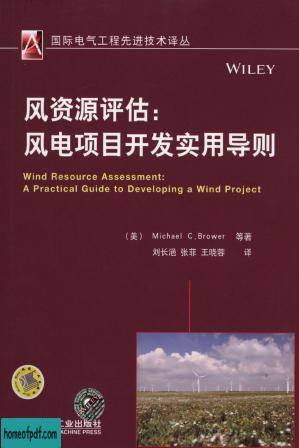 国际电气工程先进技术译丛
WILEY
风资源评估：
风电项目开发实用导则
Wind Resource Assessment:
A Practical Guide to Developing a Wind Project
（美） Michael C.Brower 等著
刘长浥 张菲 王晓蓉 译
工业出版社
MACHINE PRESS
homeofpdf.com